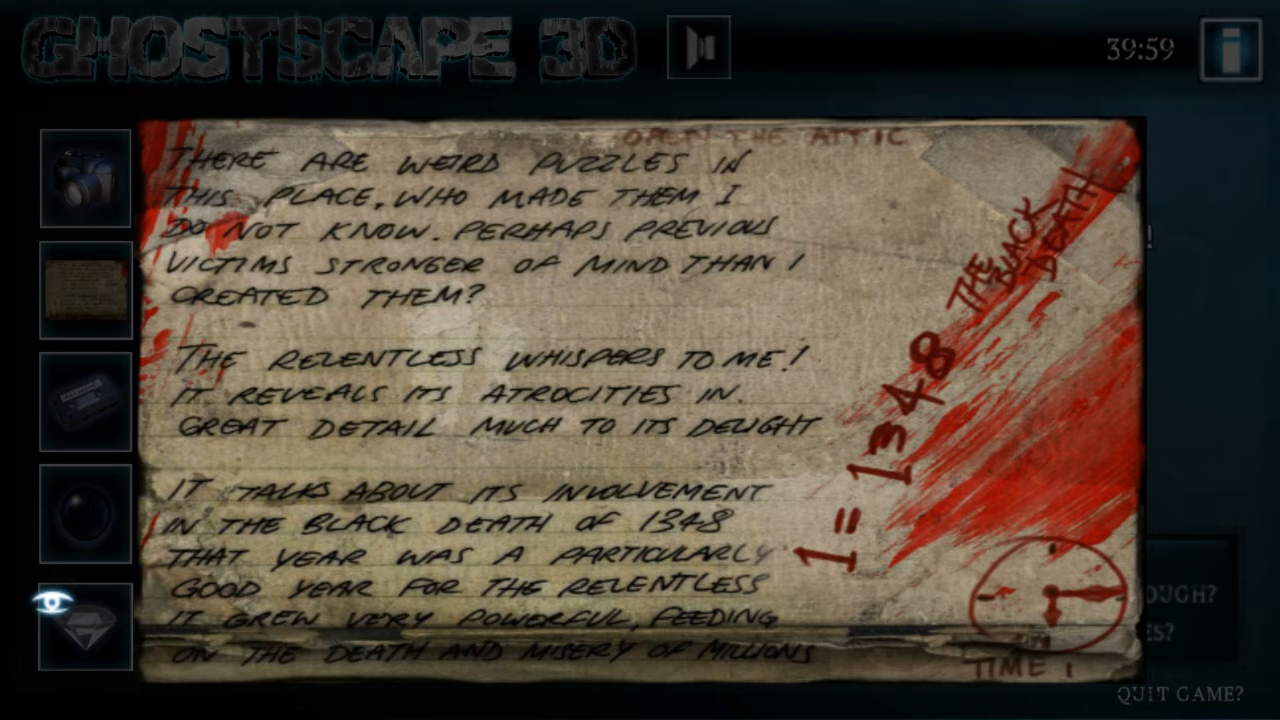 GHOSTSCAPE 3D
39:59
OPEN THE ATTIC
THERE ARE WEIRD PUZZLES IN
THIS PLACE, WHO MADE THEM I
DO NOT KNOW. PERHAPS PREVIOUS
VICTIMS STRONGER OF MIND THAN I
CREATED THEM?
THE RELENTLESS WHISPERS TO ME!
IT REVEALS ITS ATROCITIES IN.
GREAT DETAIL MUCH TO ITS DELIGHT
IT TALKS ABOUT ITS INVOLVEMENT
IN THE BLACK DEATH OF 1348
THAT YEAR WAS A PARTICULARLY
GOOD YEAR FOR THE RELENTLESS
IT GREW VERY POWERFUL, FEEDING
ON THE DEATH AND MISERY OF MILLIONS
1 = 1348 THE
BLACK
DEATH
TIME 1
!
OUGH?
ES?
QUIT GAME?